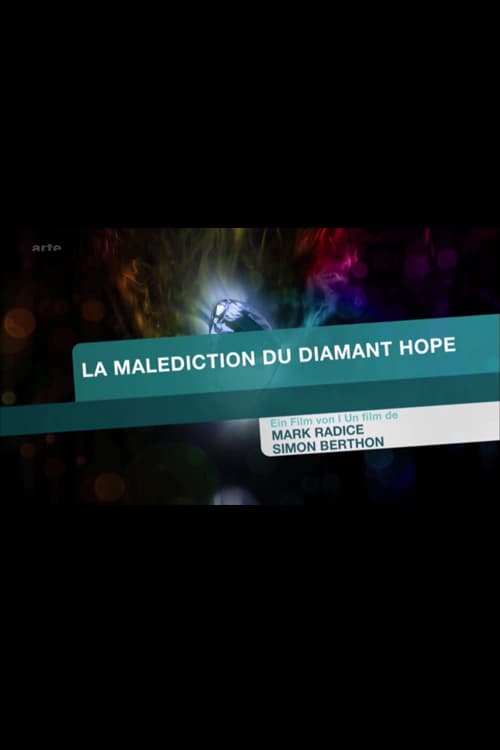 arte
LA MALEDICTION DU DIAMANT HOPE
Ein Film von | Un film de
MARK RADICE
SIMON BERTHON